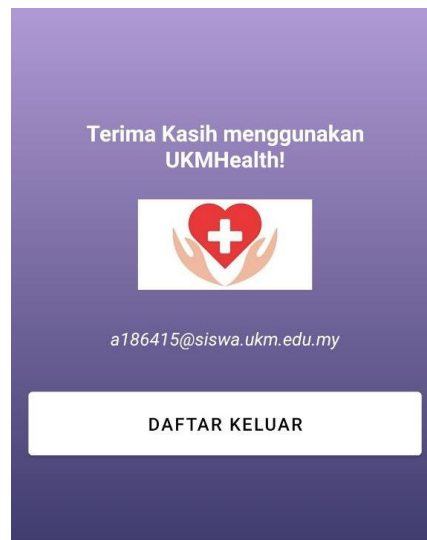 Terima Kasih menggunakan
UKMHealth!
a186415@siswa.ukm.edu.my
DAFTAR KELUAR